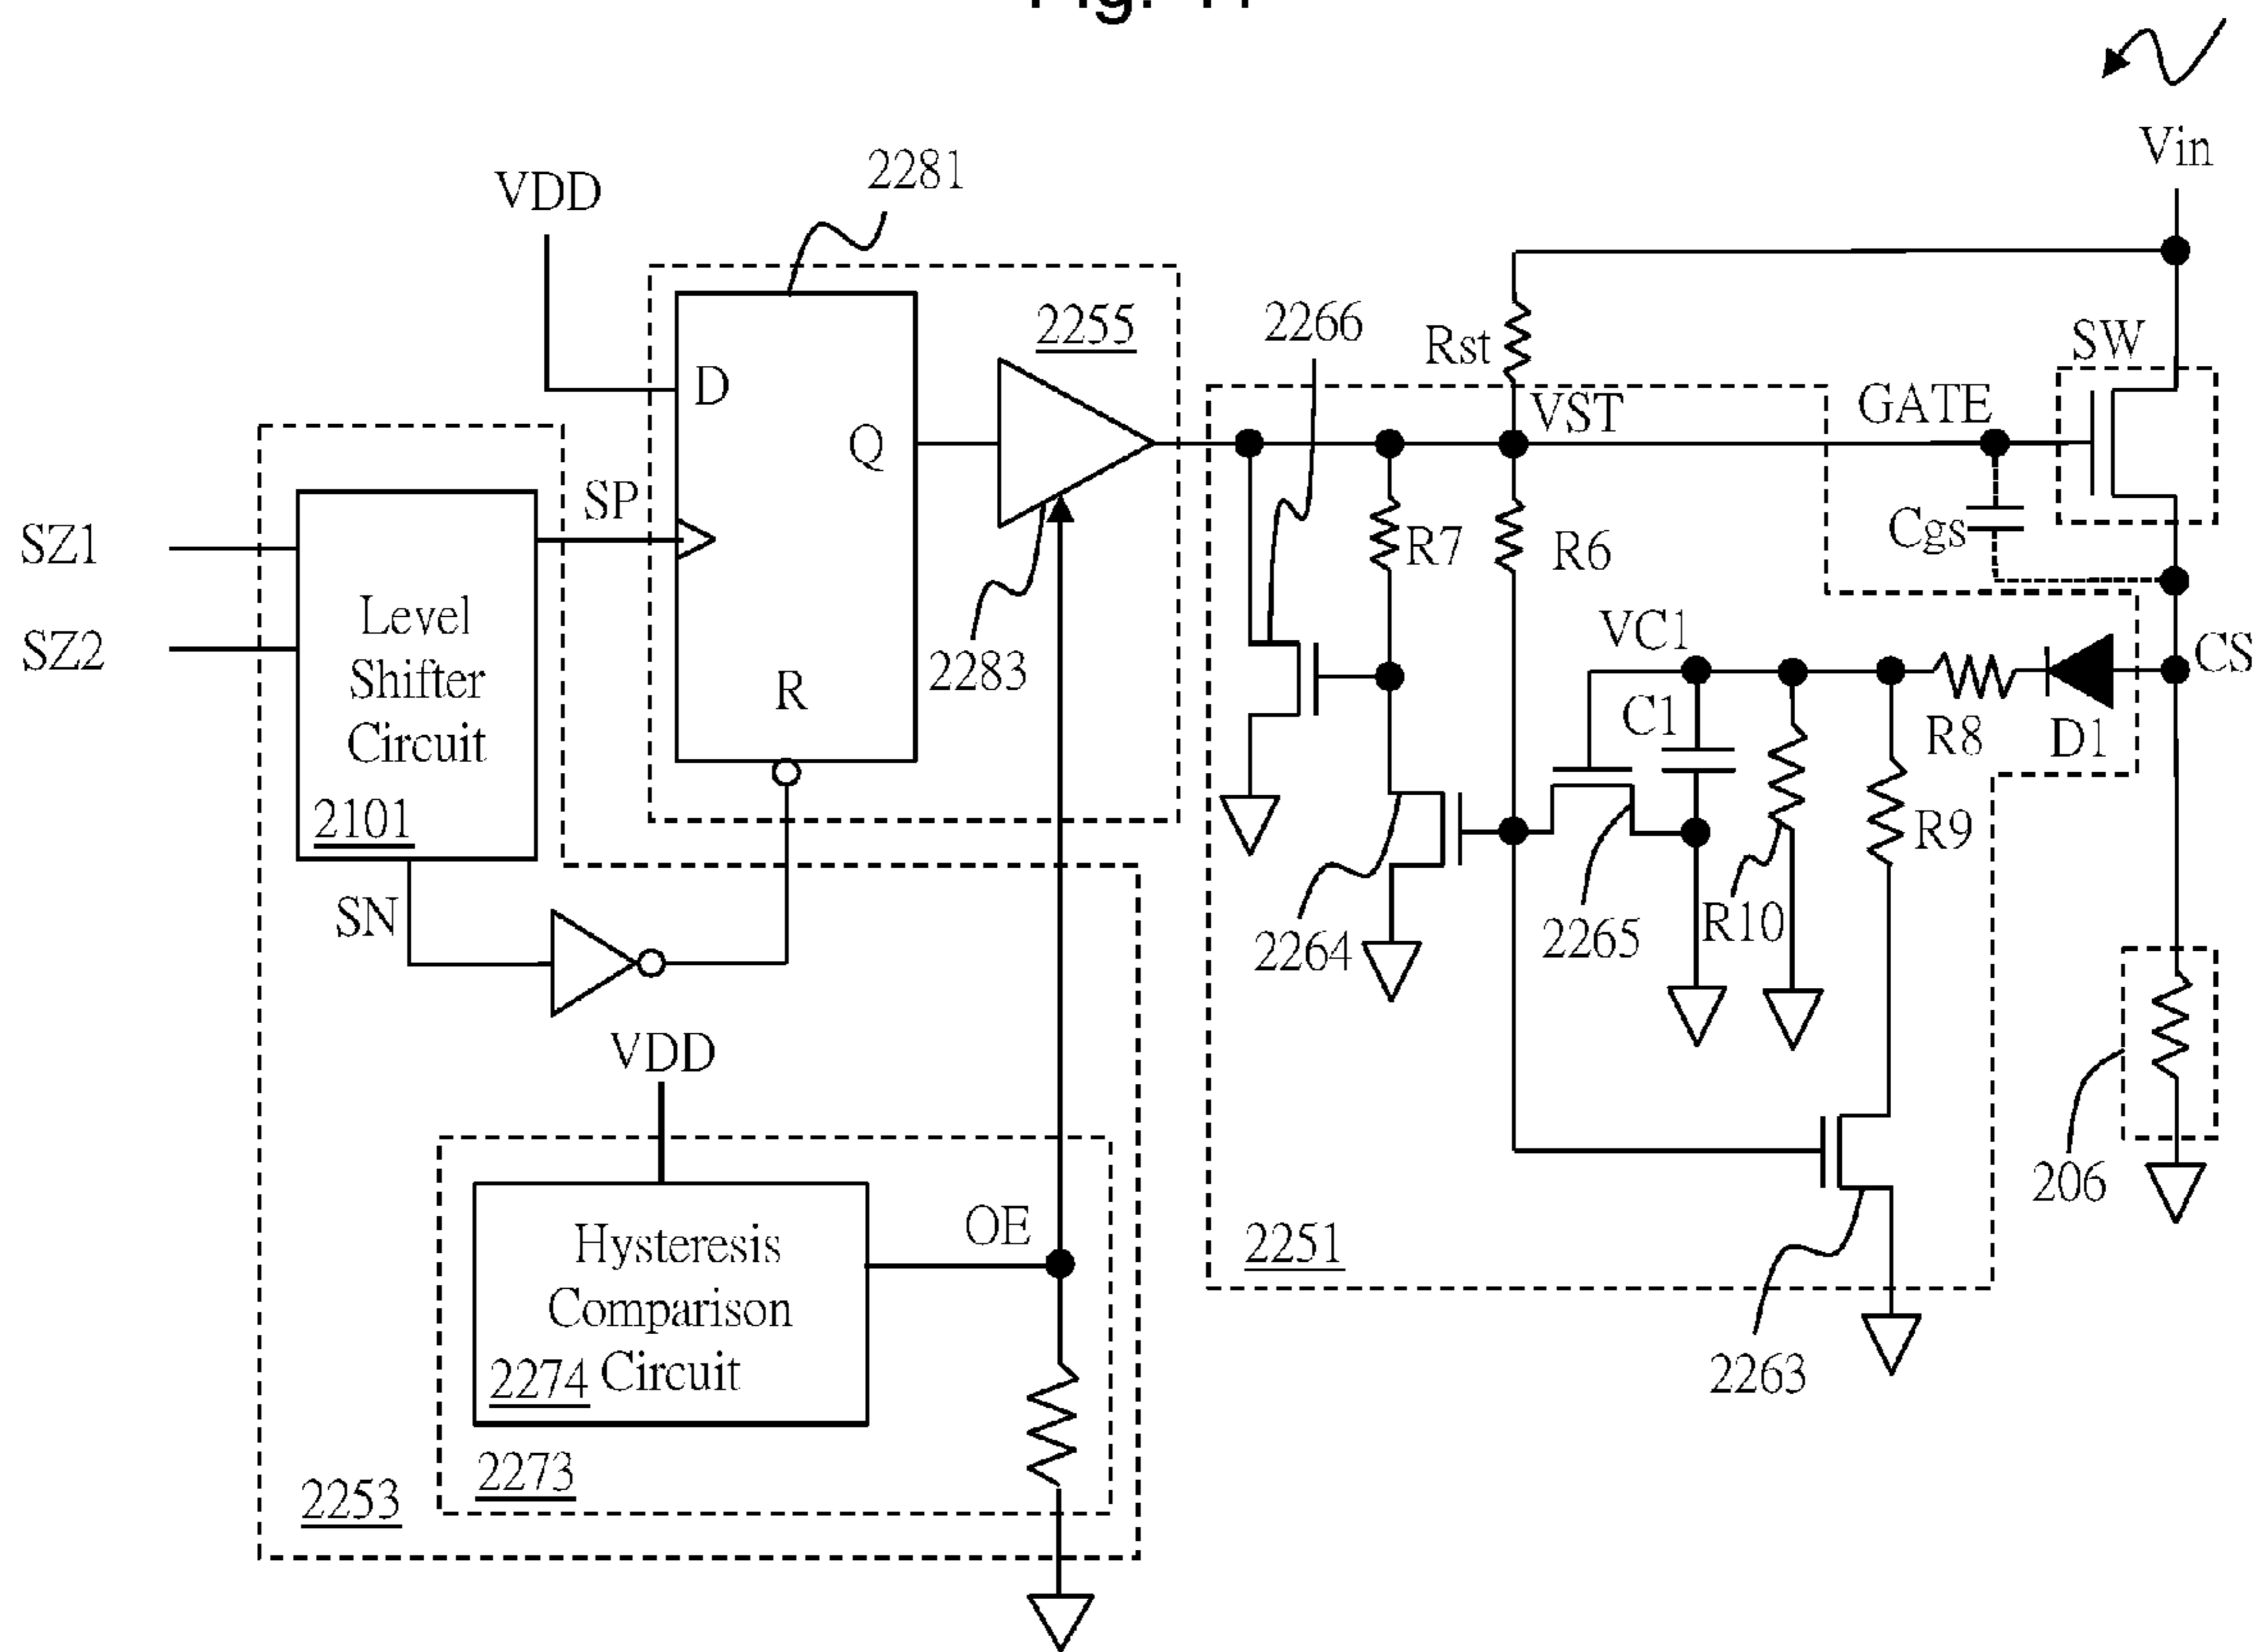 Vin
VDD
2281
2266
Rst
2255
SW
VST
GATE
D
Q
SP
SZ1
R7
R6
Cgs
SZ2
Level
Shifter
Circuit
2101
2283
R
VC1
CS
C1
R8
D1
R9
SN
2264
2265
R10
VDD
206
OE
Hysteresis
Comparison
2274 Circuit
2251
2263
2273
2253